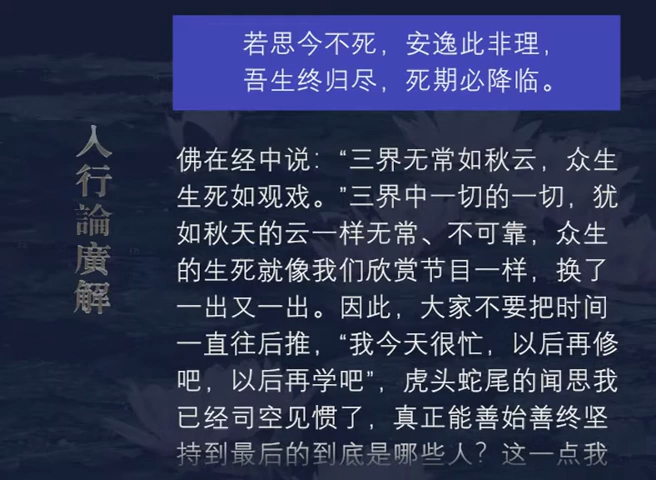 若思今不死，安逸此非理，
吾生终归尽，死期必降临。
入行論廣解
佛在经中说：“三界无常如秋云，众生
生死如观戏。”三界中一切的一切，犹
如秋天的云一样无常、不可靠，众生
的生死就像我们欣赏节目一样，换了
一出又一出。因此，大家不要把时间
一直往后推，“我今天很忙，以后再修
吧，以后再学吧”，虎头蛇尾的闻思我
已经司空见惯了，真正能善始善终坚
持到最后的到底是哪些人？这一点我